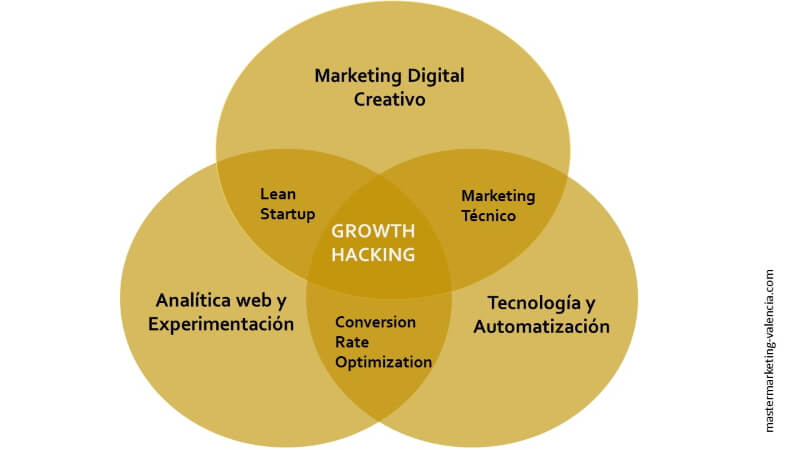 Marketing Digital
Creativo
Lean
Startup
Marketing
Técnico
GROWTH
HACKING
Analítica web y
Experimentación
Conversion
Rate
Optimization
Tecnología y
Automatización
mastermarketing-valencia.com